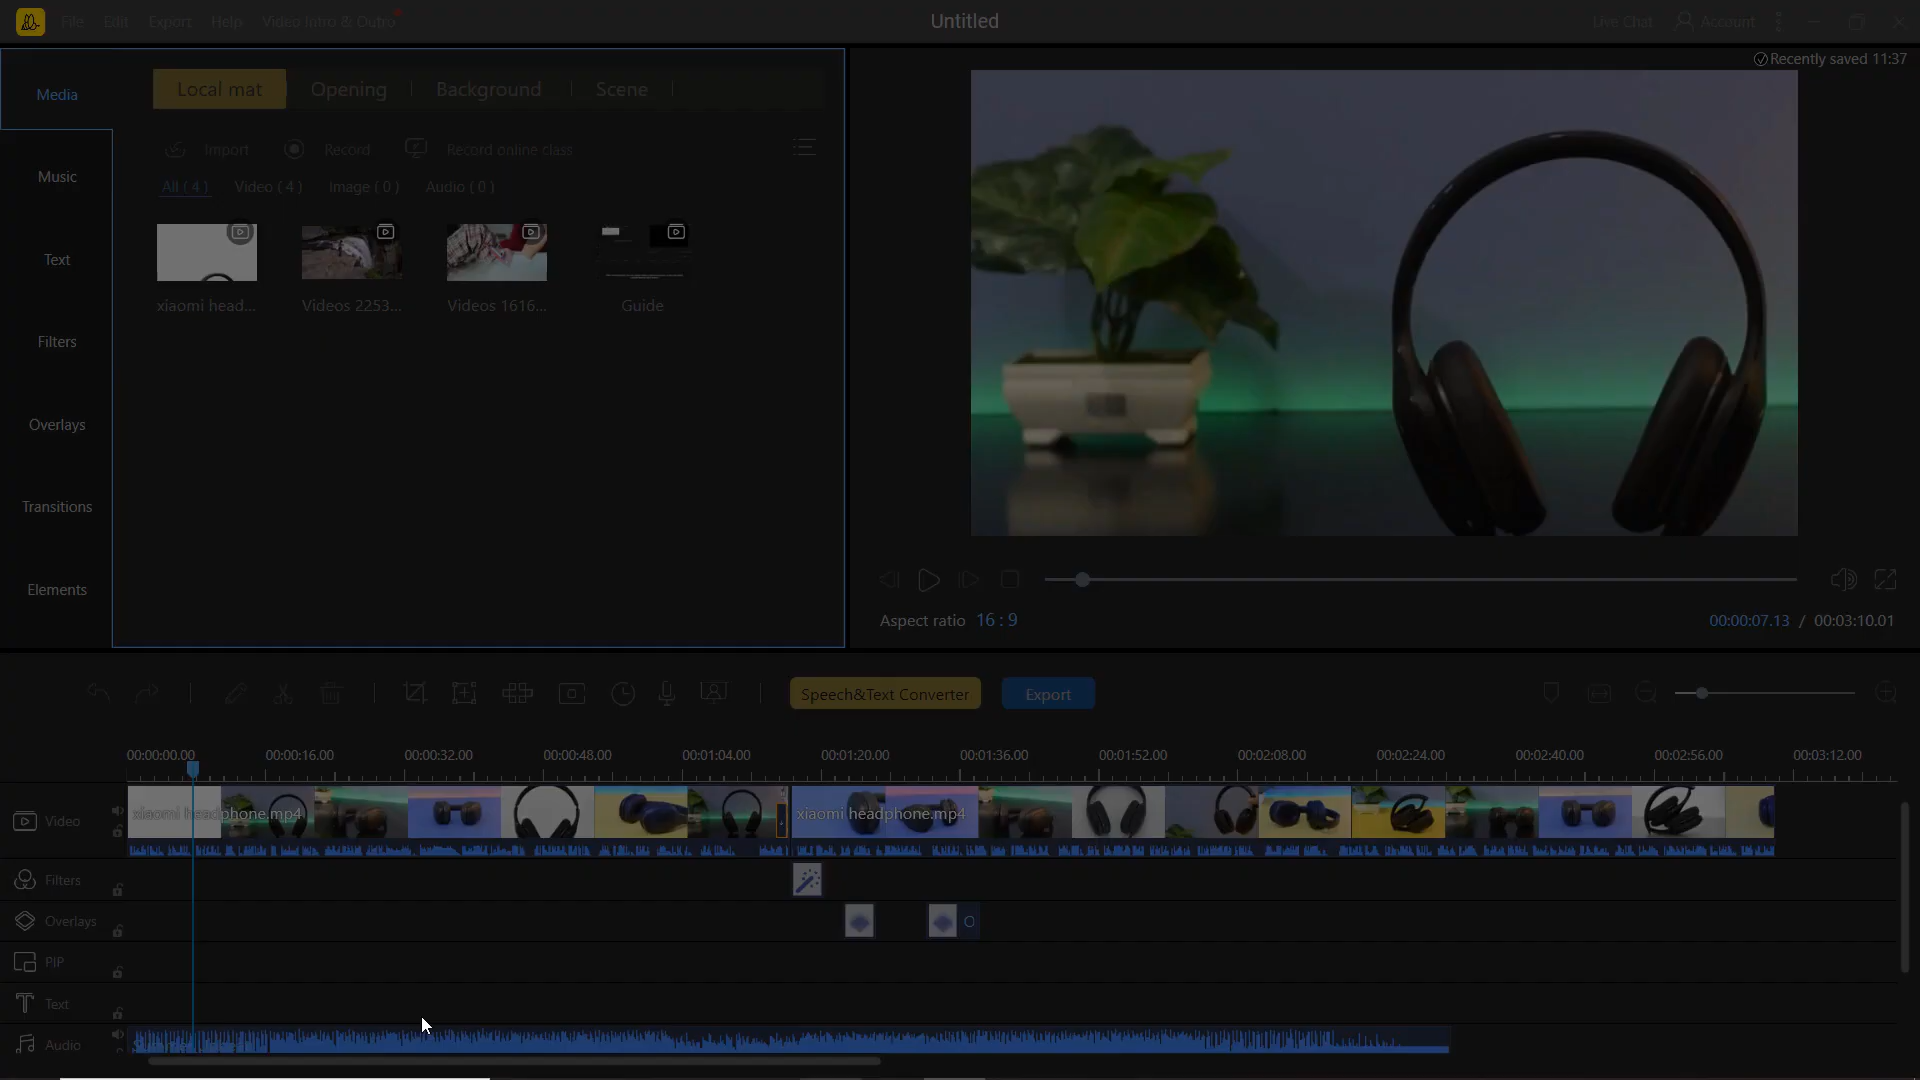 File Edit Export Help Video Intro & Outro
Untitled
Live Chat Account
Recently saved 11:37
Media
Music
Text
Filters
Overlays
Transitions
Elements
Local mat Opening Background Scene
Import Record Record online class
All ( 4 ) Video ( 4 ) Image ( 0 ) Audio ( 0 )
xiaomi head... Videos 2253... Videos 1616... Guide
Aspect ratio 16 : 9
00:00:07.13 / 00:03:10.01
Speech&Text Converter Export
00:00:00.00 00:00:16.00 00:00:32.00 00:00:48.00 00:01:04.00 00:01:20.00 00:01:36.00 00:01:52.00 00:02:08.00 00:02:24.00 00:02:40.00 00:02:56.00 00:03:12.00
Video
xiaomi headphone.mp4 xiaomi headphone.mp4
Filters
Overlays
O
PIP
Text
Audio